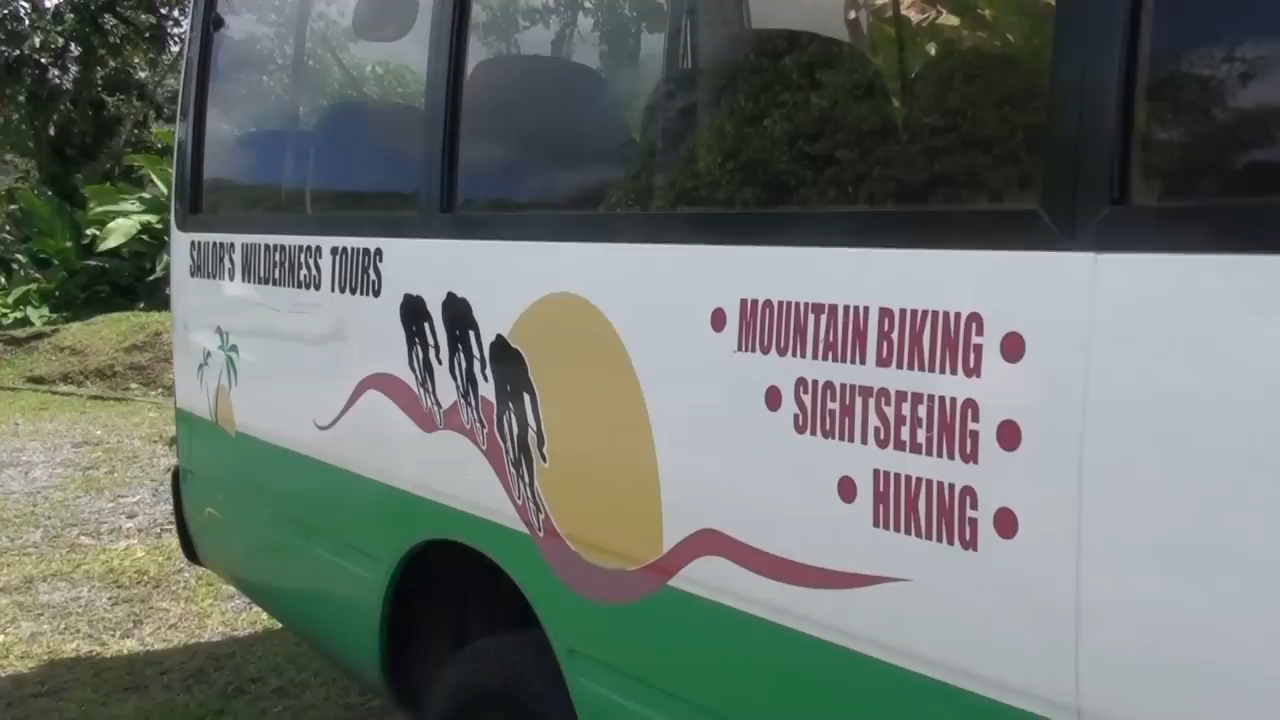 SAILOR'S WILDERNESS TOURS
• MOUNTAIN BIKING •
• SIGHTSEEING •
• HIKING •